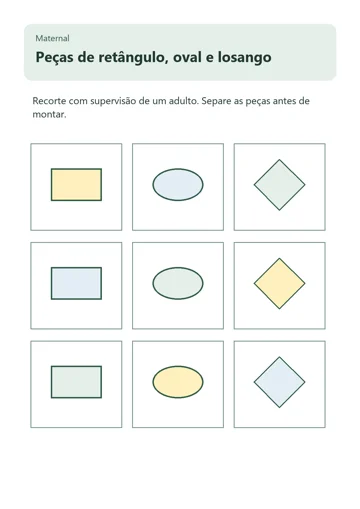 Maternal
Peças de retângulo, oval e losango
Recorte com supervisão de um adulto. Separe as peças antes de
montar.